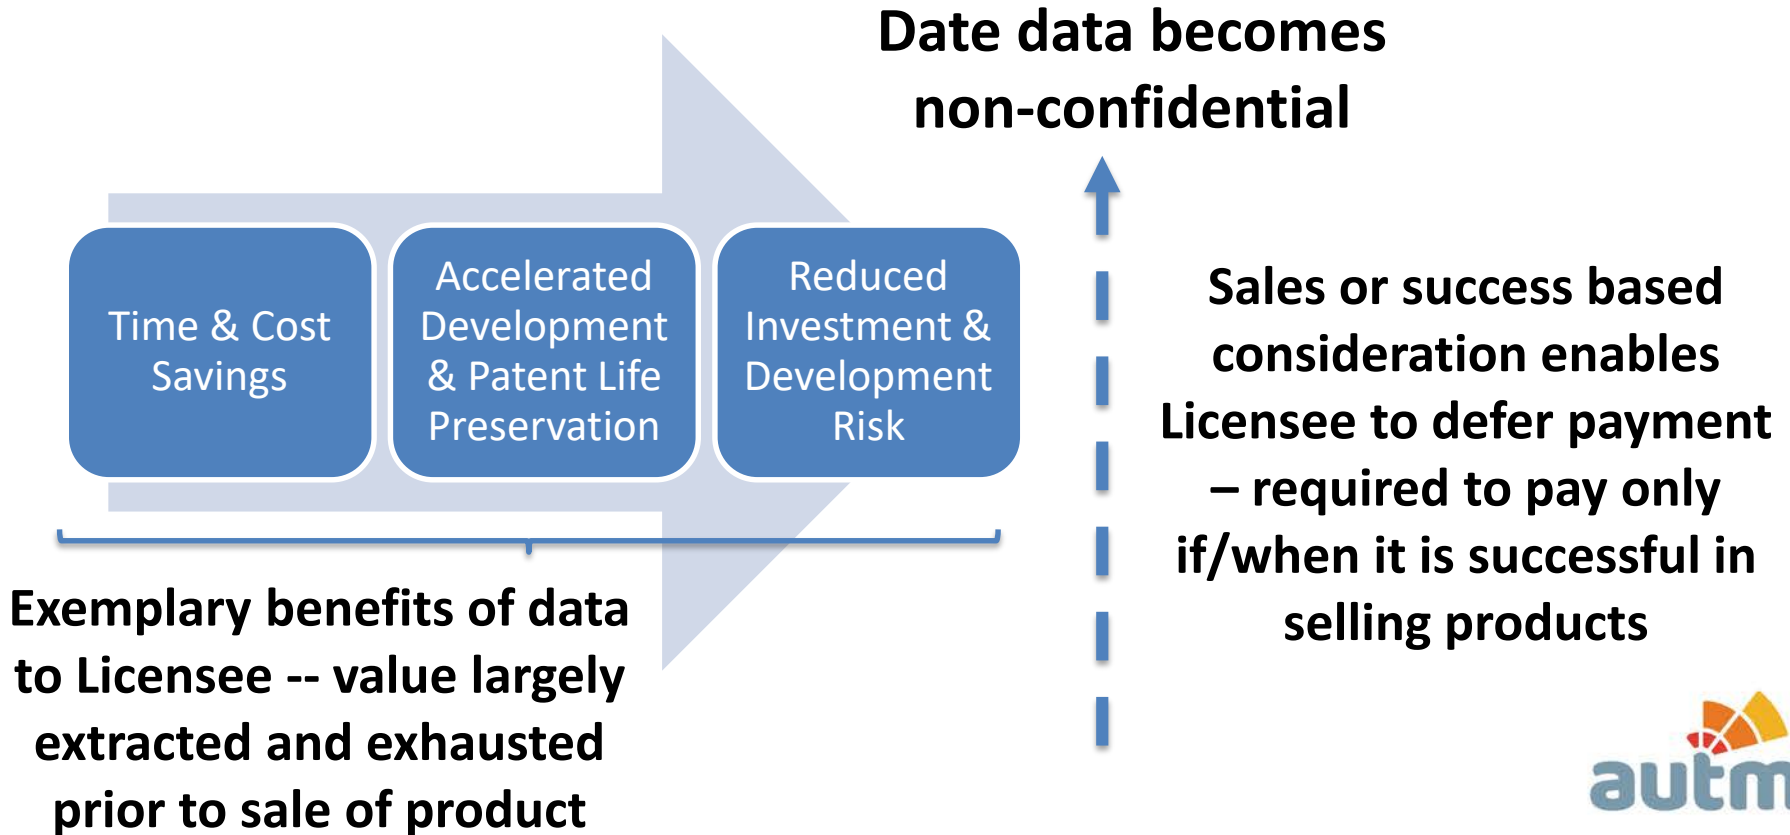 Date data becomes
non-confidential
Time & Cost
Savings
Accelerated
Development
& Patent Life
Preservation
Reduced
Investment &
Development
Risk
Sales or success based
consideration enables
Licensee to defer payment
– required to pay only
if/when it is successful in
selling products
Exemplary benefits of data
to Licensee -- value largely
extracted and exhausted
prior to sale of product
autm